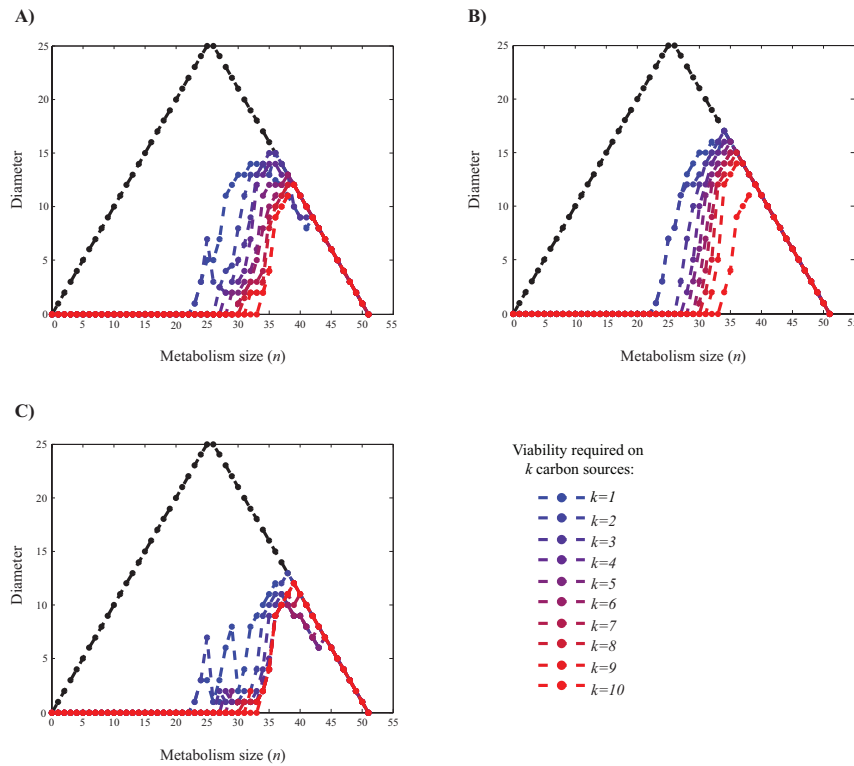 A)
25
20
15
10
5
0
Diameter
0 5 10 15 20 25 30 35 40 45 50 55
Metabolism size (n)
B)
25
20
15
10
5
0
Diameter
0 5 10 15 20 25 30 35 40 45 50 55
Metabolism size (n)
C)
25
20
15
10
5
0
Diameter
0 5 10 15 20 25 30 35 40 45 50 55
Metabolism size (n)
Viability required on
k carbon sources:
k=1
k=2
k=3
k=4
k=5
k=6
k=7
k=8
k=9
k=10